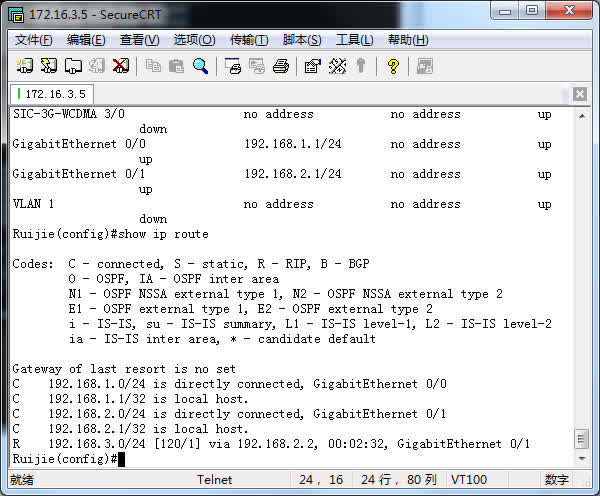 172.16.3.5 - SecureCRT
文件(F) 编辑(E) 查看(V) 选项(O) 传输(T) 脚本(S) 工具(L) 帮助(H)
172.16.3.5
SIC-3G-WCDMA 3/0 no address no address up
down
GigabitEthernet 0/0 192.168.1.1/24 no address up
up
GigabitEthernet 0/1 192.168.2.1/24 no address up
up
VLAN 1 no address no address up
down
Ruijie(config)#show ip route
Codes: C - connected, S - static, R - RIP, B - BGP
O - OSPF, IA - OSPF inter area
N1 - OSPF NSSA external type 1, N2 - OSPF NSSA external type 2
E1 - OSPF external type 1, E2 - OSPF external type 2
i - IS-IS, su - IS-IS summary, L1 - IS-IS level-1, L2 - IS-IS level-2
ia - IS-IS inter area, * - candidate default
Gateway of last resort is no set
C 192.168.1.0/24 is directly connected, GigabitEthernet 0/0
C 192.168.1.1/32 is local host.
C 192.168.2.0/24 is directly connected, GigabitEthernet 0/1
C 192.168.2.1/32 is local host.
R 192.168.3.0/24 [120/1] via 192.168.2.2, 00:02:32, GigabitEthernet 0/1
Ruijie(config)#
就绪 Telnet 24, 16 24 行, 80 列 VT100 数字